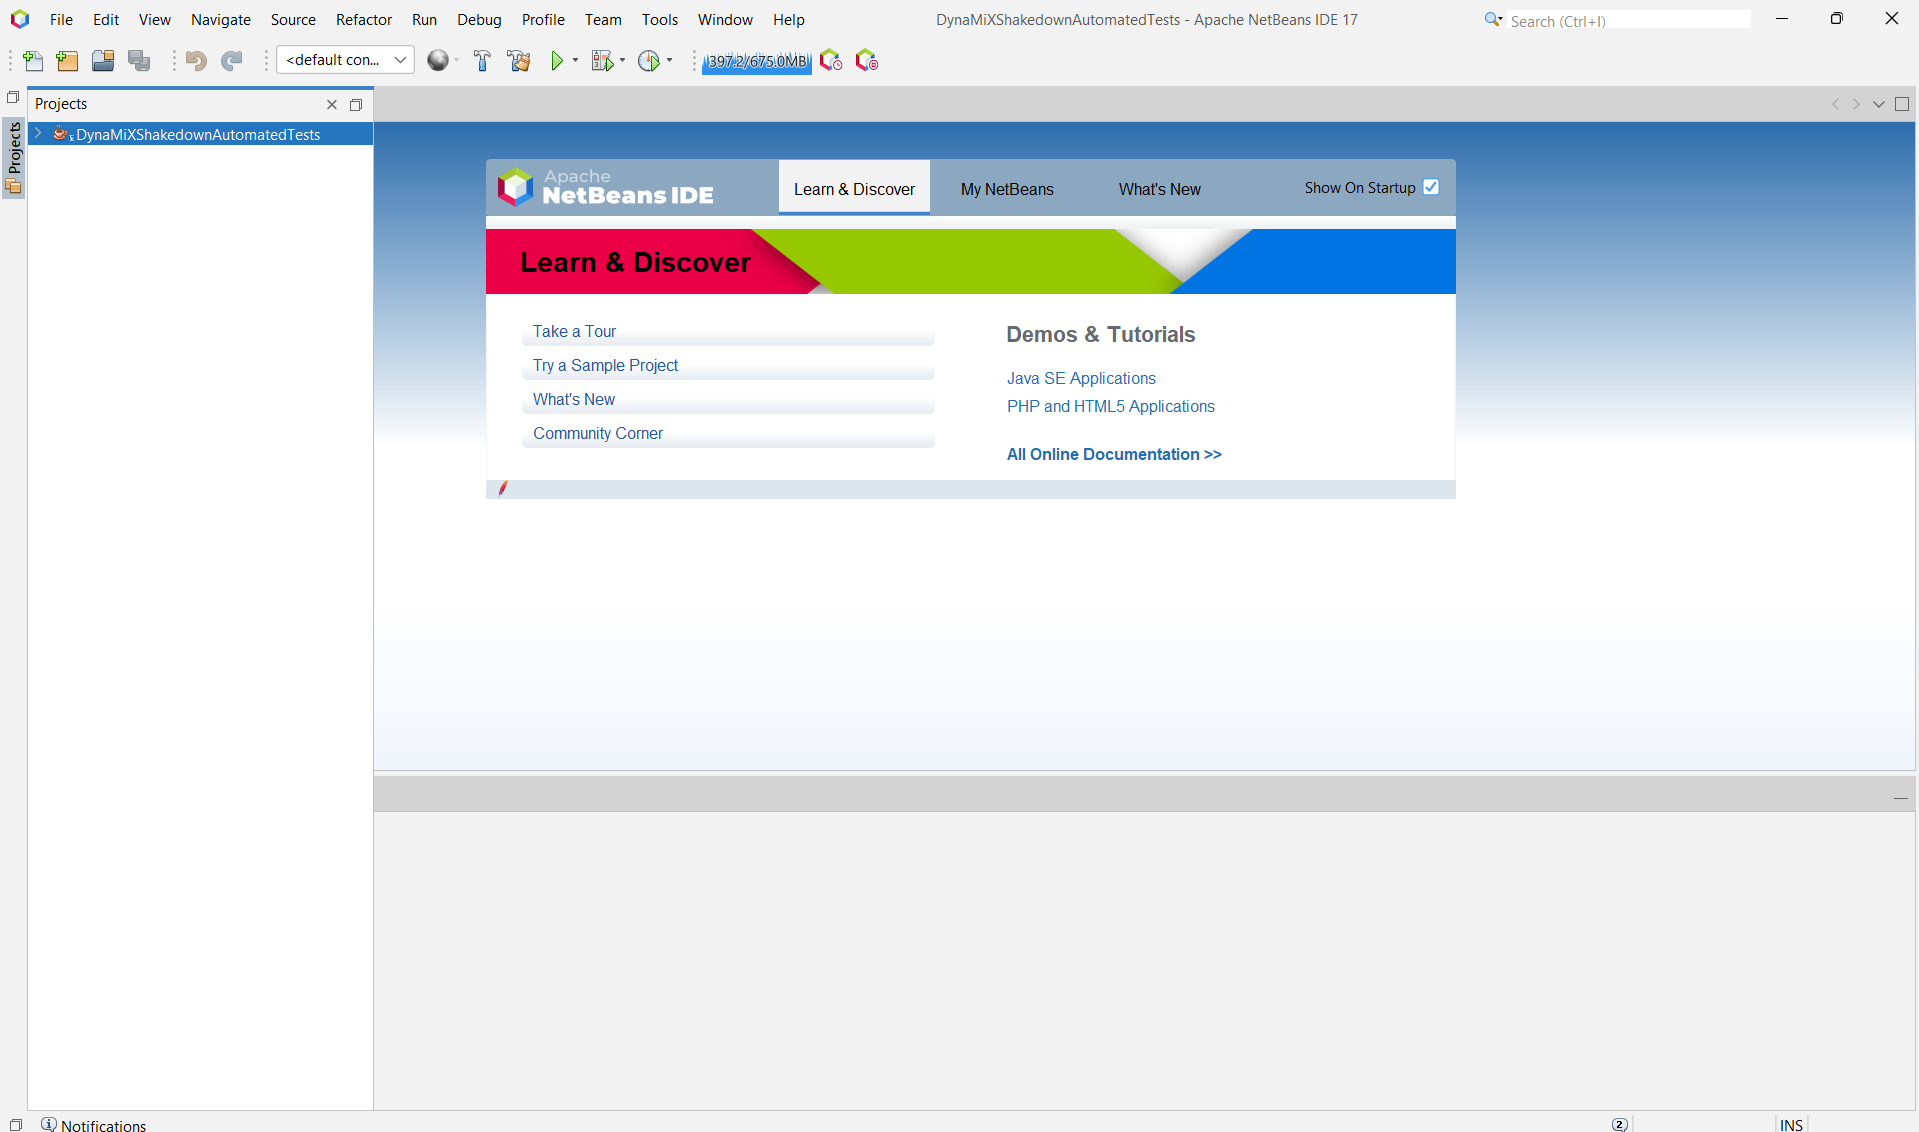 File Edit View Navigate Source Refactor Run Debug Profile Team Tools Window Help
DynaMiXShakedownAutomatedTests - Apache NetBeans IDE 17
Search (Ctrl+I)
<default con...
397.2/675.0MB
Projects
Projects
DynaMiXShakedownAutomatedTests
Apache
NetBeans IDE
Learn & Discover
My NetBeans
What's New
Show On Startup
Learn & Discover
Take a Tour
Try a Sample Project
What's New
Community Corner
Demos & Tutorials
Java SE Applications
PHP and HTML5 Applications
All Online Documentation >>
Notifications
2
INS